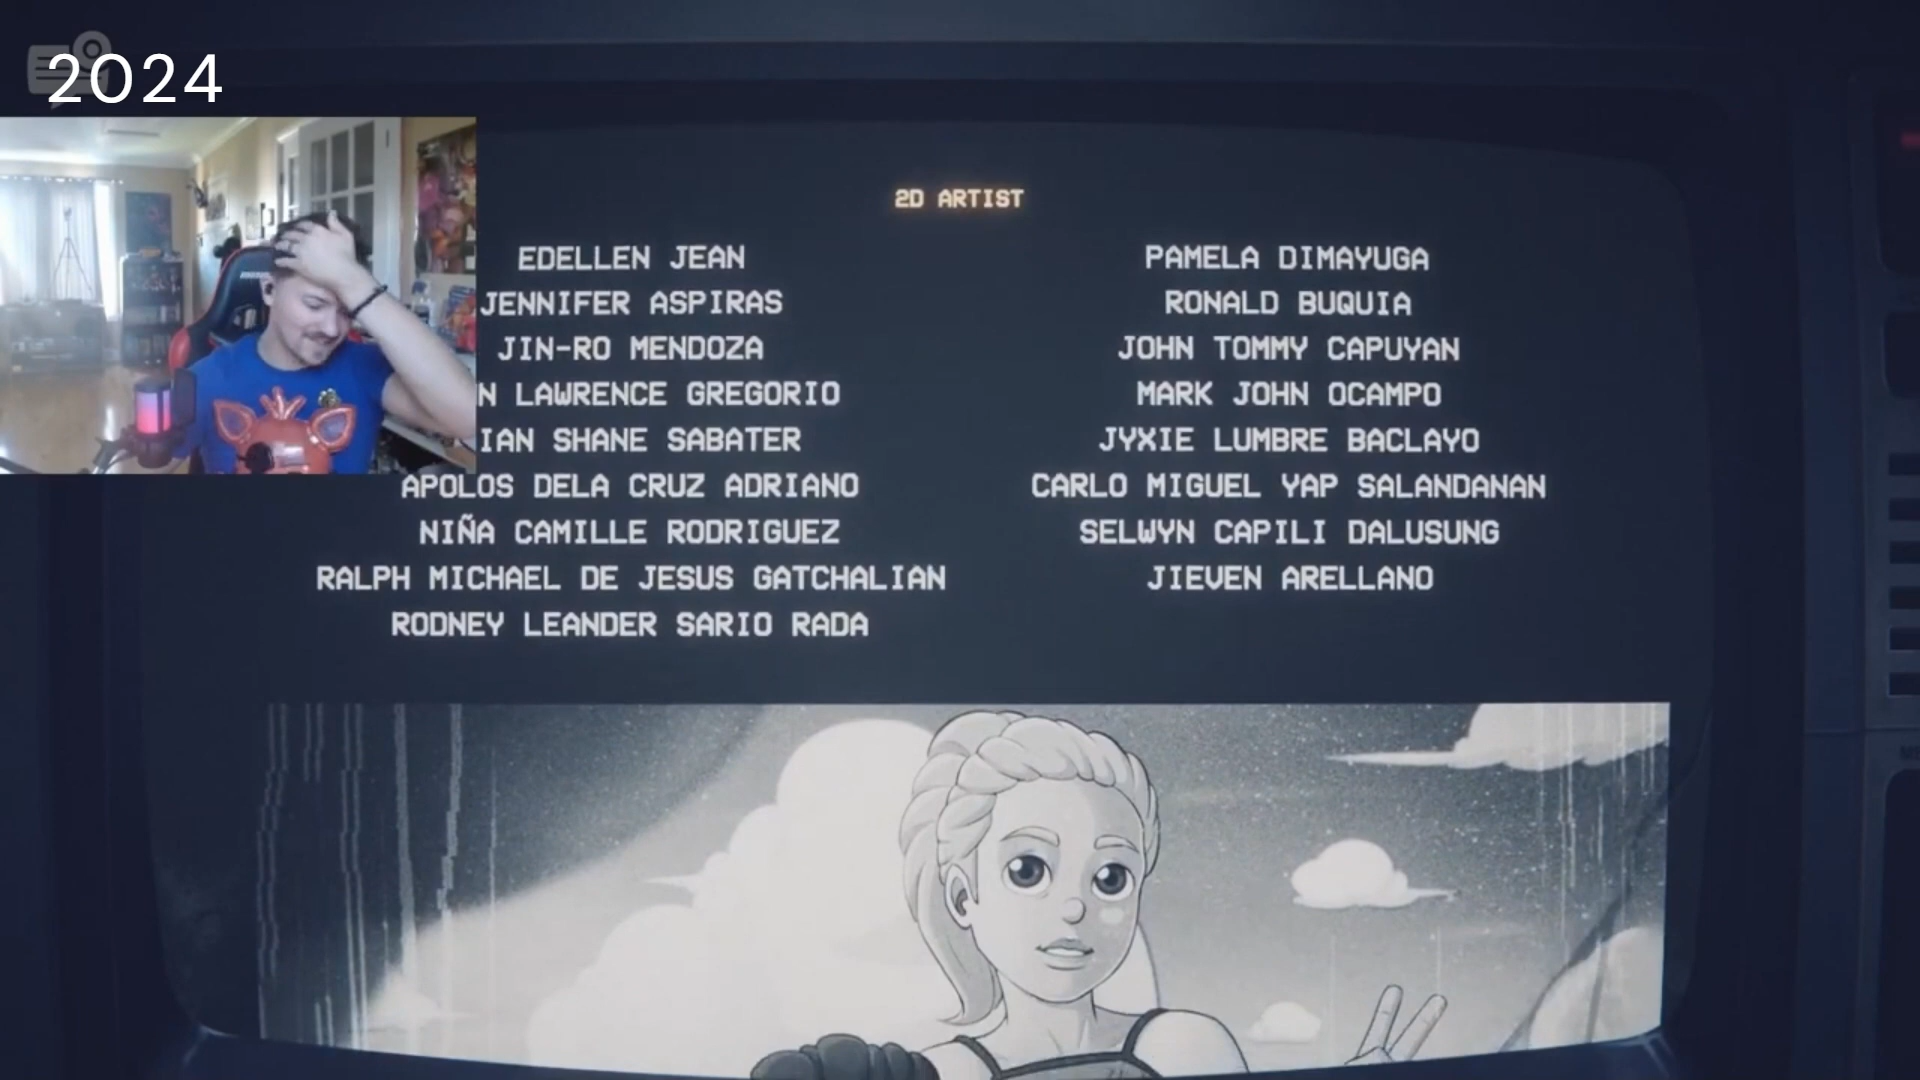 2024
2D ARTIST
EDELLEN JEAN
JENNIFER ASPIRAS
JIN-RO MENDOZA
LAWRENCE GREGORIO
IAN SHANE SABATER
APOLOS DELA CRUZ ADRIANO
NIÑA CAMILLE RODRIGUEZ
RALPH MICHAEL DE JESUS GATCHALIAN
RODNEY LEANDER SARIO RADA
PAMELA DIMAYUGA
RONALD BUQUIA
JOHN TOMMY CAPUYAN
MARK JOHN OCAMPO
JYXIE LUMBRE BACLAYO
CARLO MIGUEL YAP SALANDANAN
SELWYN CAPILI DALUSUNG
JIEVEN ARELLANO